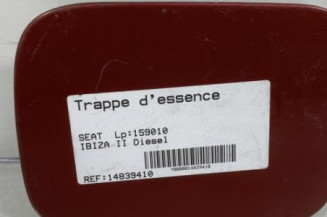 Trappe d'essence
SEAT Lp:159010
IBIZA II Diesel
REF:14839410